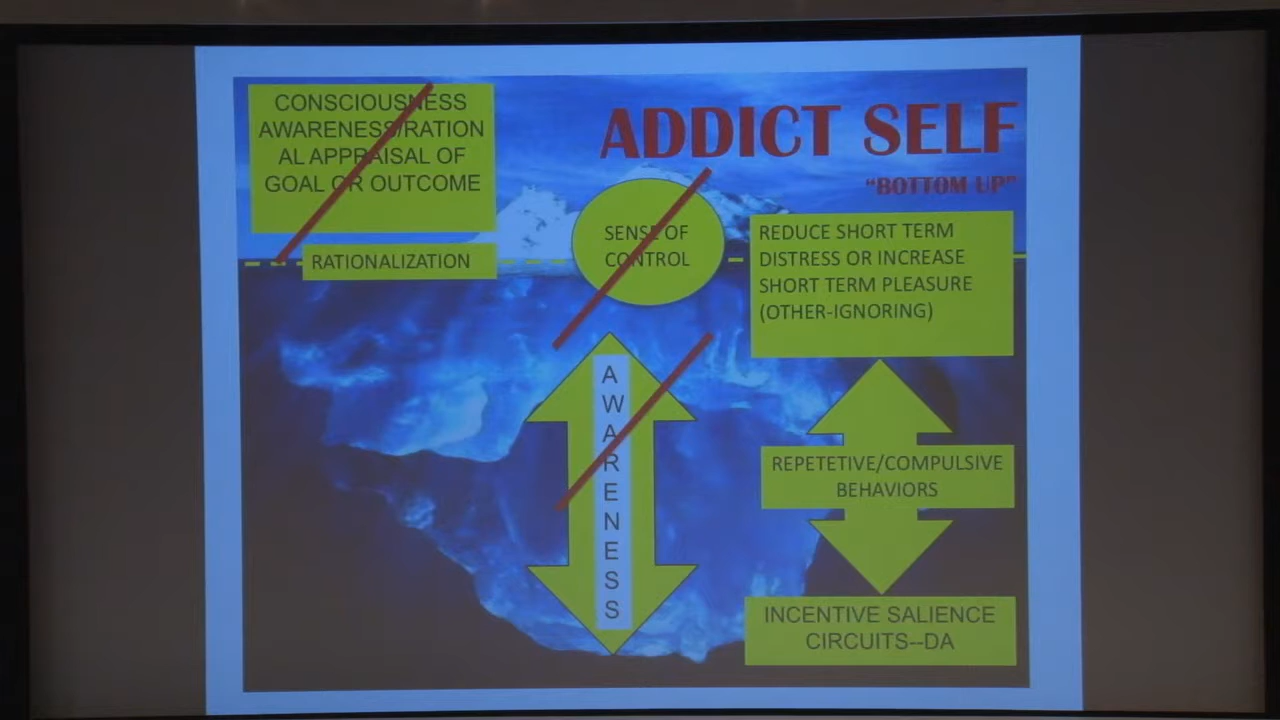 CONSCIOUSNESS
AWARENESS/RATION
AL APPRAISAL OF
GOAL OR OUTCOME
RATIONALIZATION
ADDICT SELF
"BOTTOM UP"
SENSE OF
CONTROL
REDUCE SHORT TERM
DISTRESS OR INCREASE
SHORT TERM PLEASURE
(OTHER-IGNORING)
A
W
A
R
E
N
E
S
S
REPETETIVE/COMPULSIVE
BEHAVIORS
INCENTIVE SALIENCE
CIRCUITS--DA